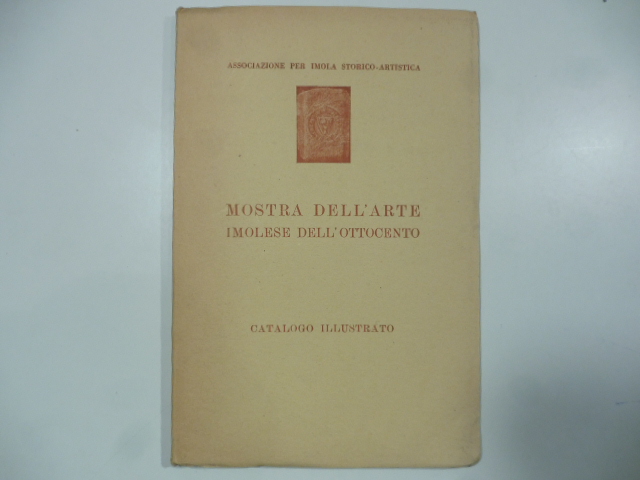 ASSOCIAZIONE PER IMOLA STORICO-ARTISTICA
MOSTRA DELL'ARTE
IMOLESE DELL'OTTOCENTO
CATALOGO ILLUSTRATO